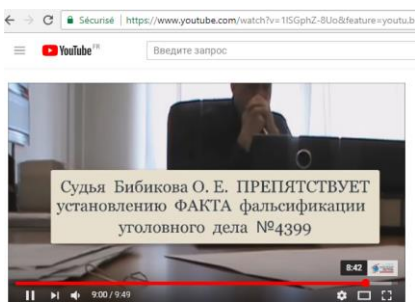 Sécurisé | https://www.youtube.com/watch?v=1lSGphZ-8Uo&feature=youtu.b
YouTube FR
Введите запрос
Судья Бибикова О. Е. ПРЕПЯТСТВУЕТ
установлению ФАКТА фальсификации
уголовного дела №4399
8:42
9:00 / 9:49